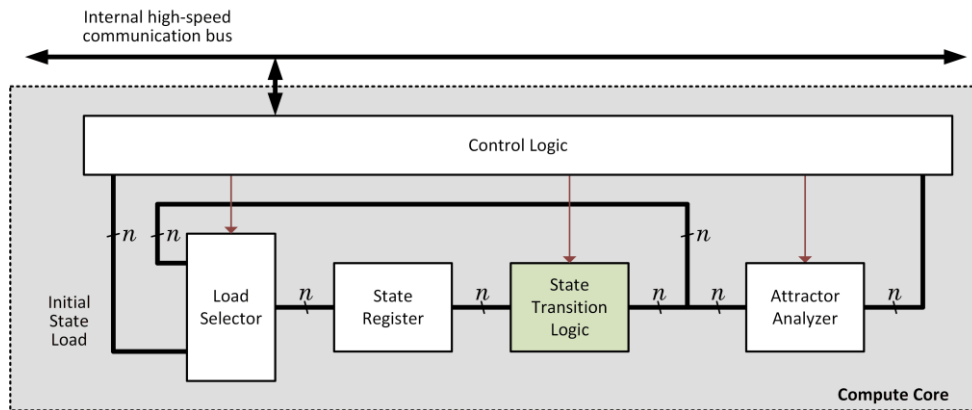 Internal high-speed
communication bus
Control Logic
n
n
n
Initial
State
Load
Load
Selector
n
State
Register
n
State
Transition
Logic
n
n
Attractor
Analyzer
n
Compute Core